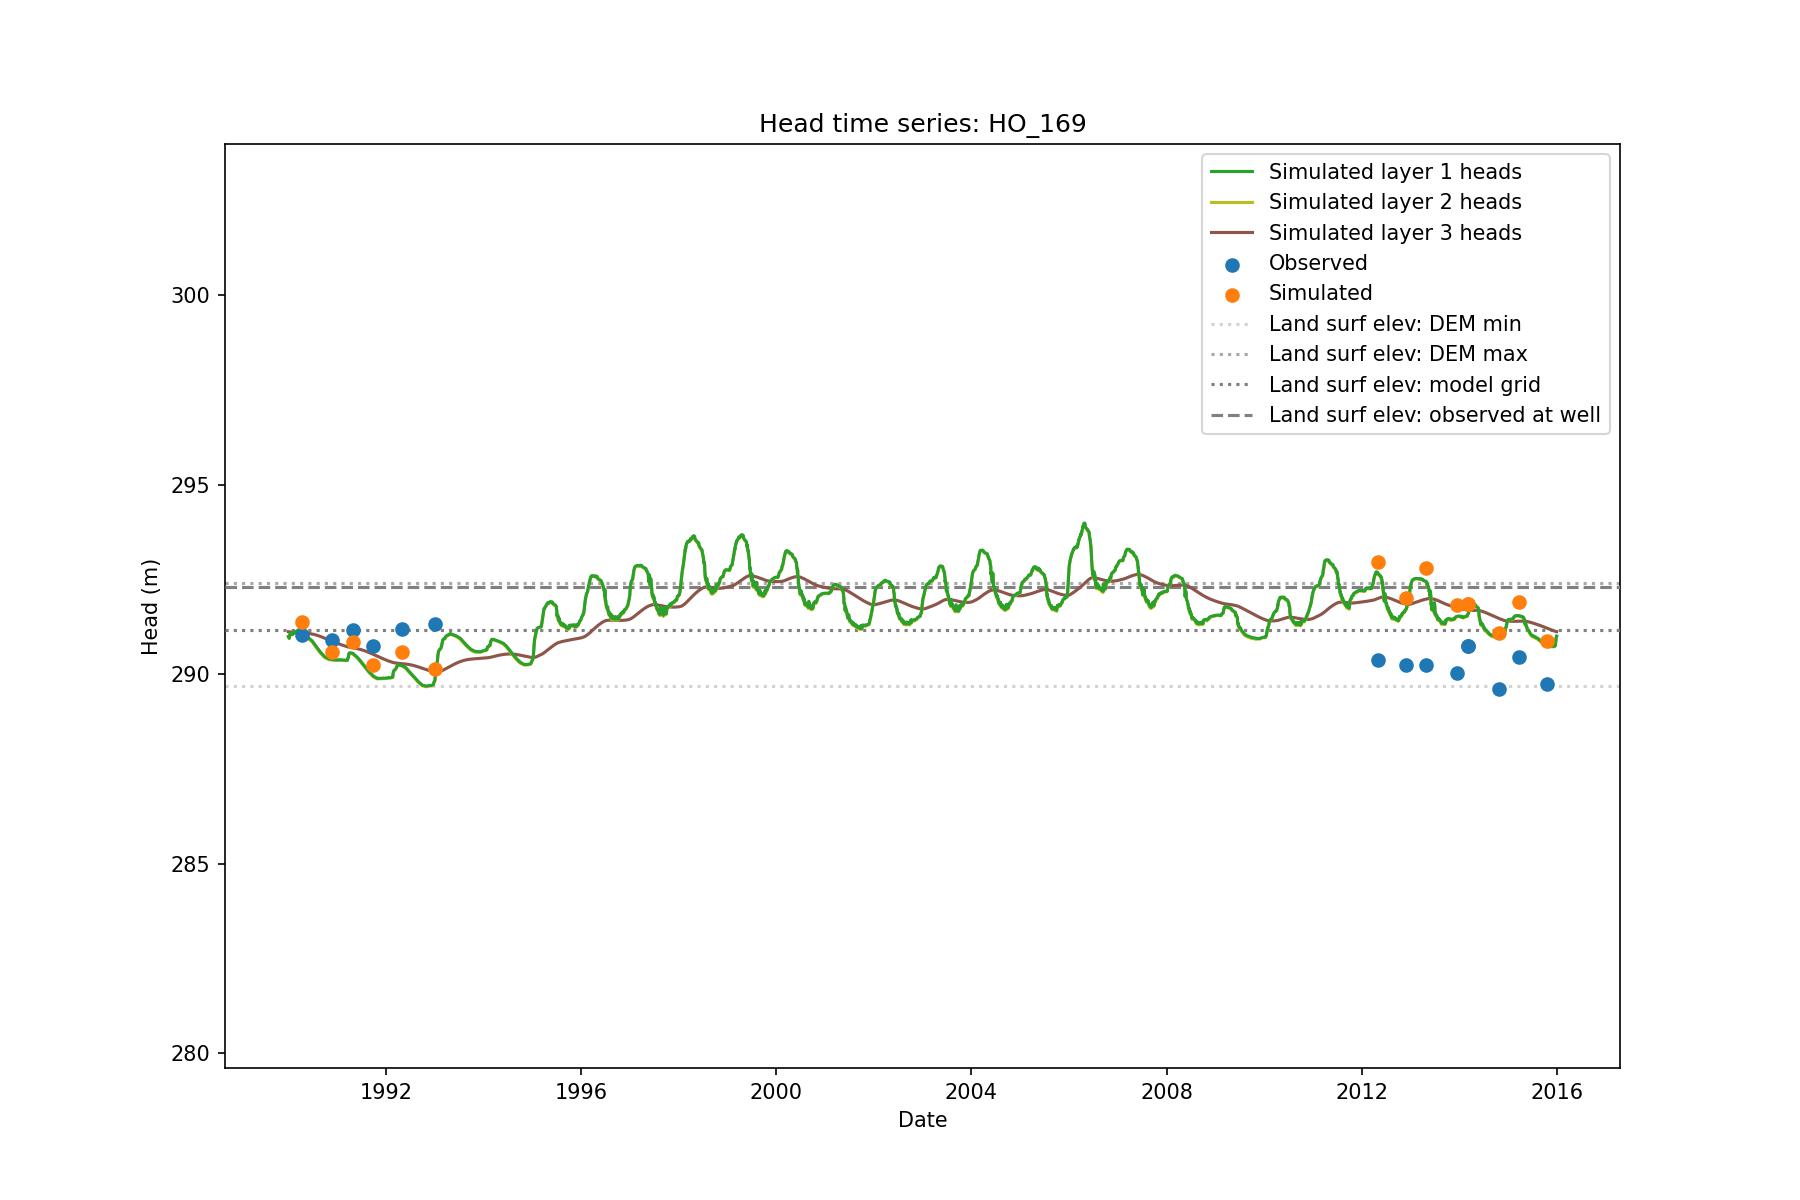 Head time series: HO_169
Simulated layer 1 heads
Simulated layer 2 heads
Simulated layer 3 heads
Observed
Simulated
Land surf elev: DEM min
Land surf elev: DEM max
Land surf elev: model grid
Land surf elev: observed at well
300
295
290
285
280
Head (m)
1992 1996 2000 2004 2008 2012 2016
Date